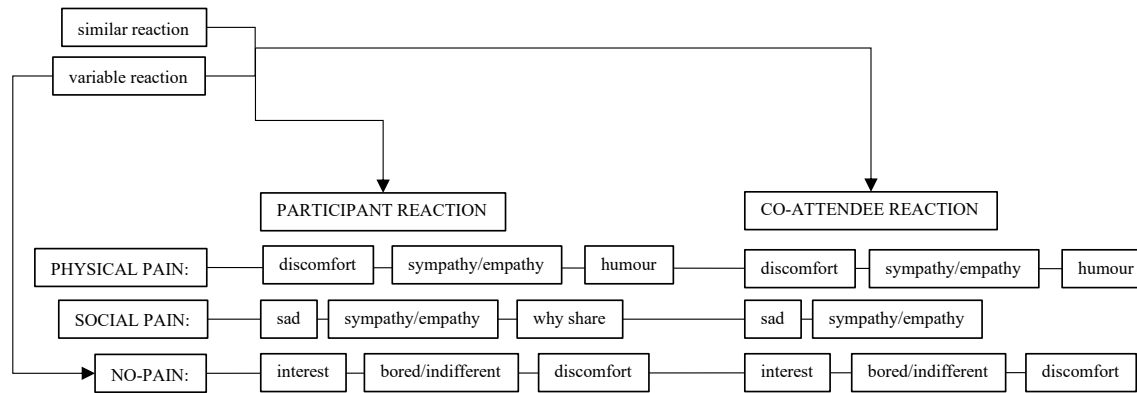 similar reaction
variable reaction
PARTICIPANT REACTION
CO-ATTENDEE REACTION
PHYSICAL PAIN: discomfort sympathy/empathy humour discomfort sympathy/empathy humour
SOCIAL PAIN: sad sympathy/empathy why share sad sympathy/empathy
NO-PAIN: interest bored/indifferent discomfort interest bored/indifferent discomfort